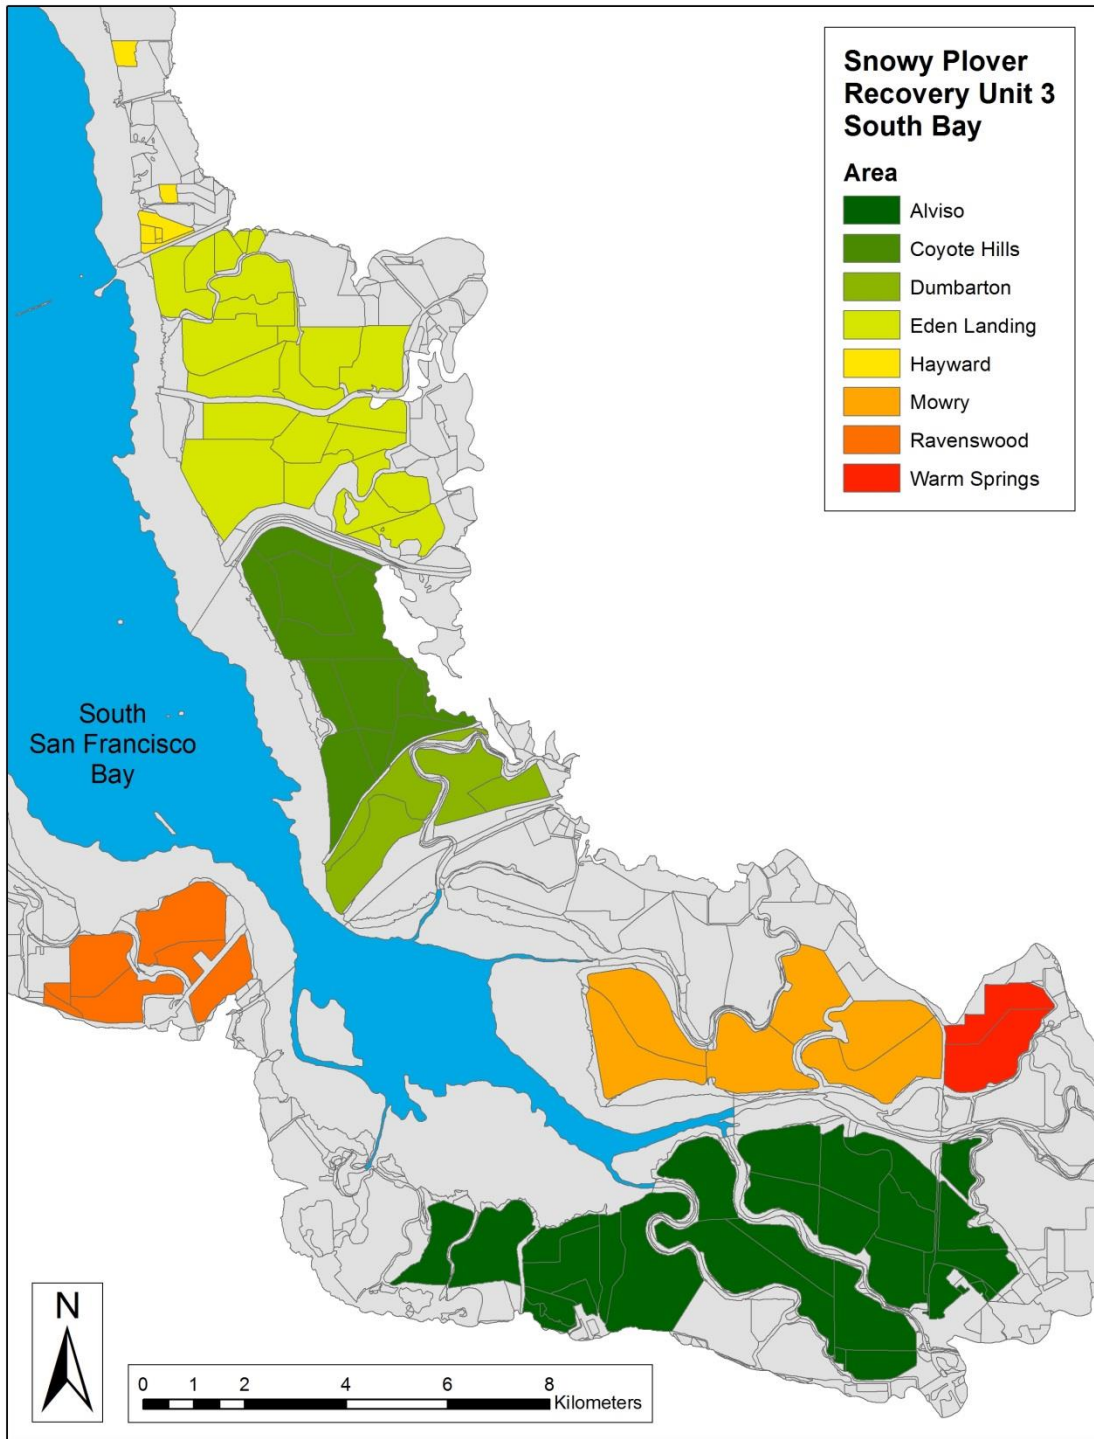 Snowy Plover
Recovery Unit 3
South Bay
Area
Alviso
Coyote Hills
Dumbarton
Eden Landing
Hayward
Mowry
Ravenswood
Warm Springs
South
San Francisco
Bay
N
0 1 2 4 6 8
Kilometers